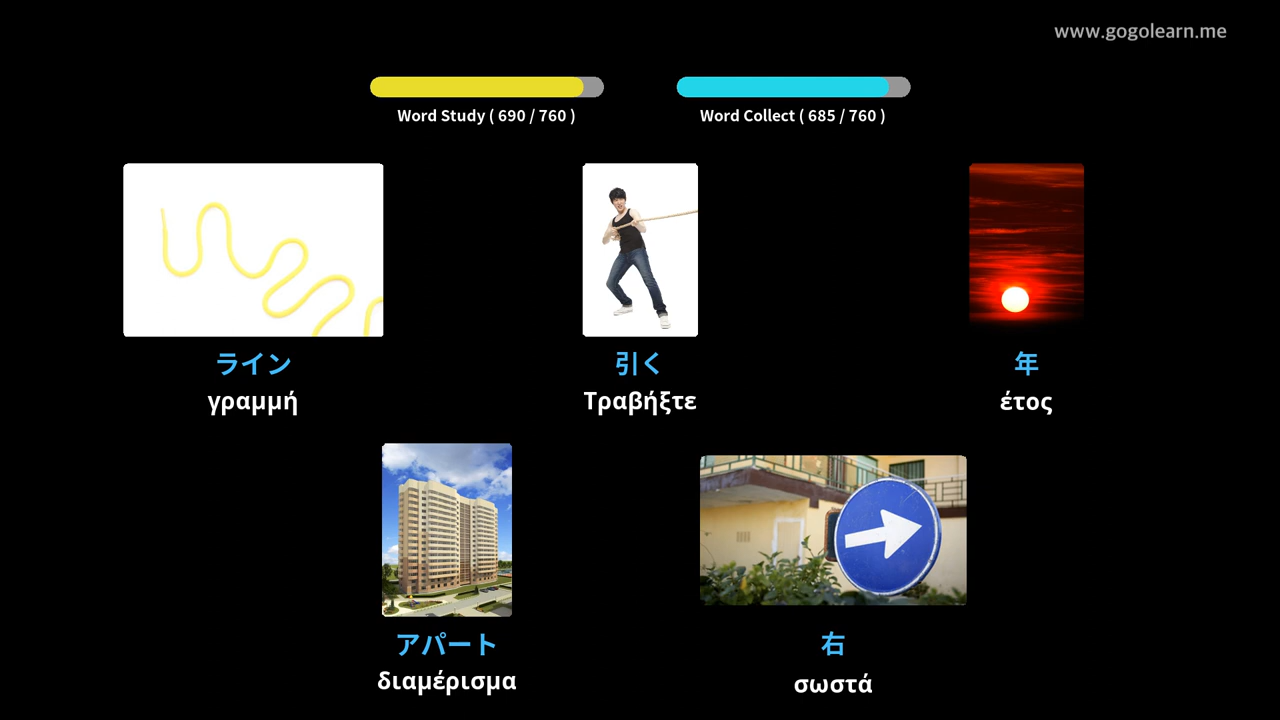 www.gogolearn.me
Word Study ( 690 / 760 )
Word Collect ( 685 / 760 )
ライン
γραμμή
引く
Τραβήξτε
年
έτος
アパート
διαμέρισμα
右
σωστά